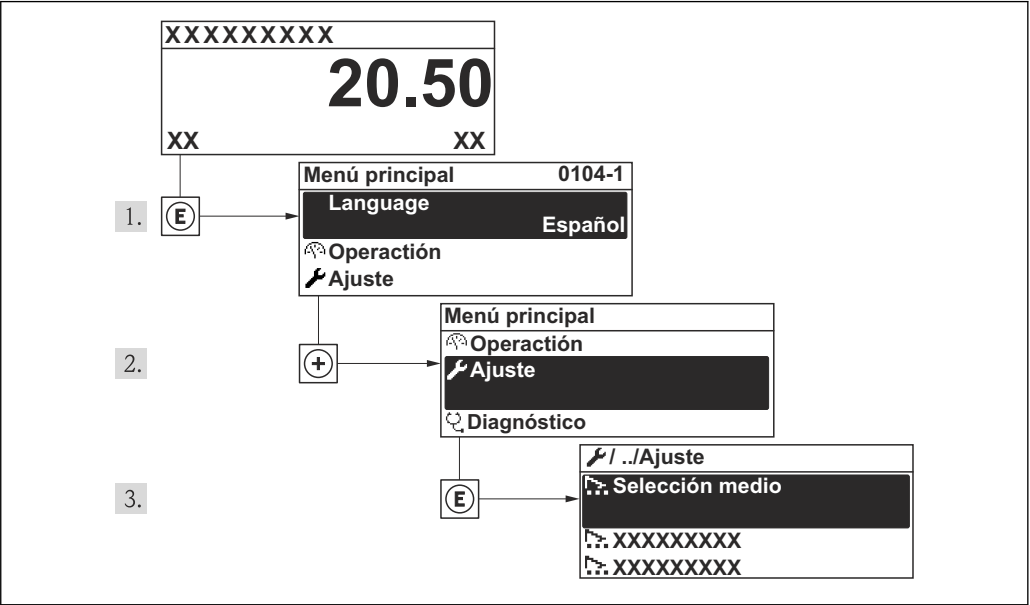 XXXXXXXXX
20.50
XX XX
Menú principal 0104-1
1. E Language
Español
Operactión
Ajuste
Menú principal
2. + Operactión
Ajuste
Diagnóstico
/ ../Ajuste
3. E Selección medio
XXXXXXXXX
XXXXXXXXX